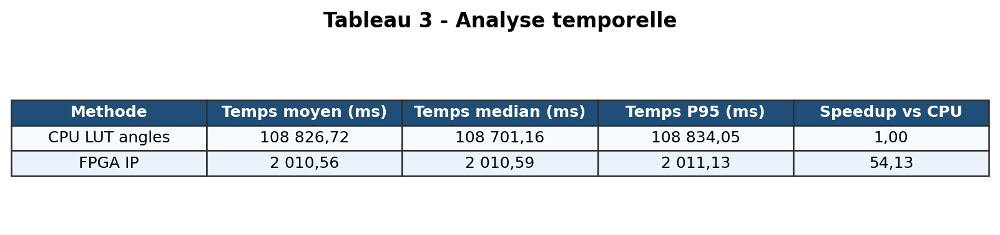 Tableau 3 - Analyse temporelle
Methode Temps moyen (ms) Temps median (ms) Temps P95 (ms) Speedup vs CPU
CPU LUT angles 108 826,72 108 701,16 108 834,05 1,00
FPGA IP 2 010,56 2 010,59 2 011,13 54,13